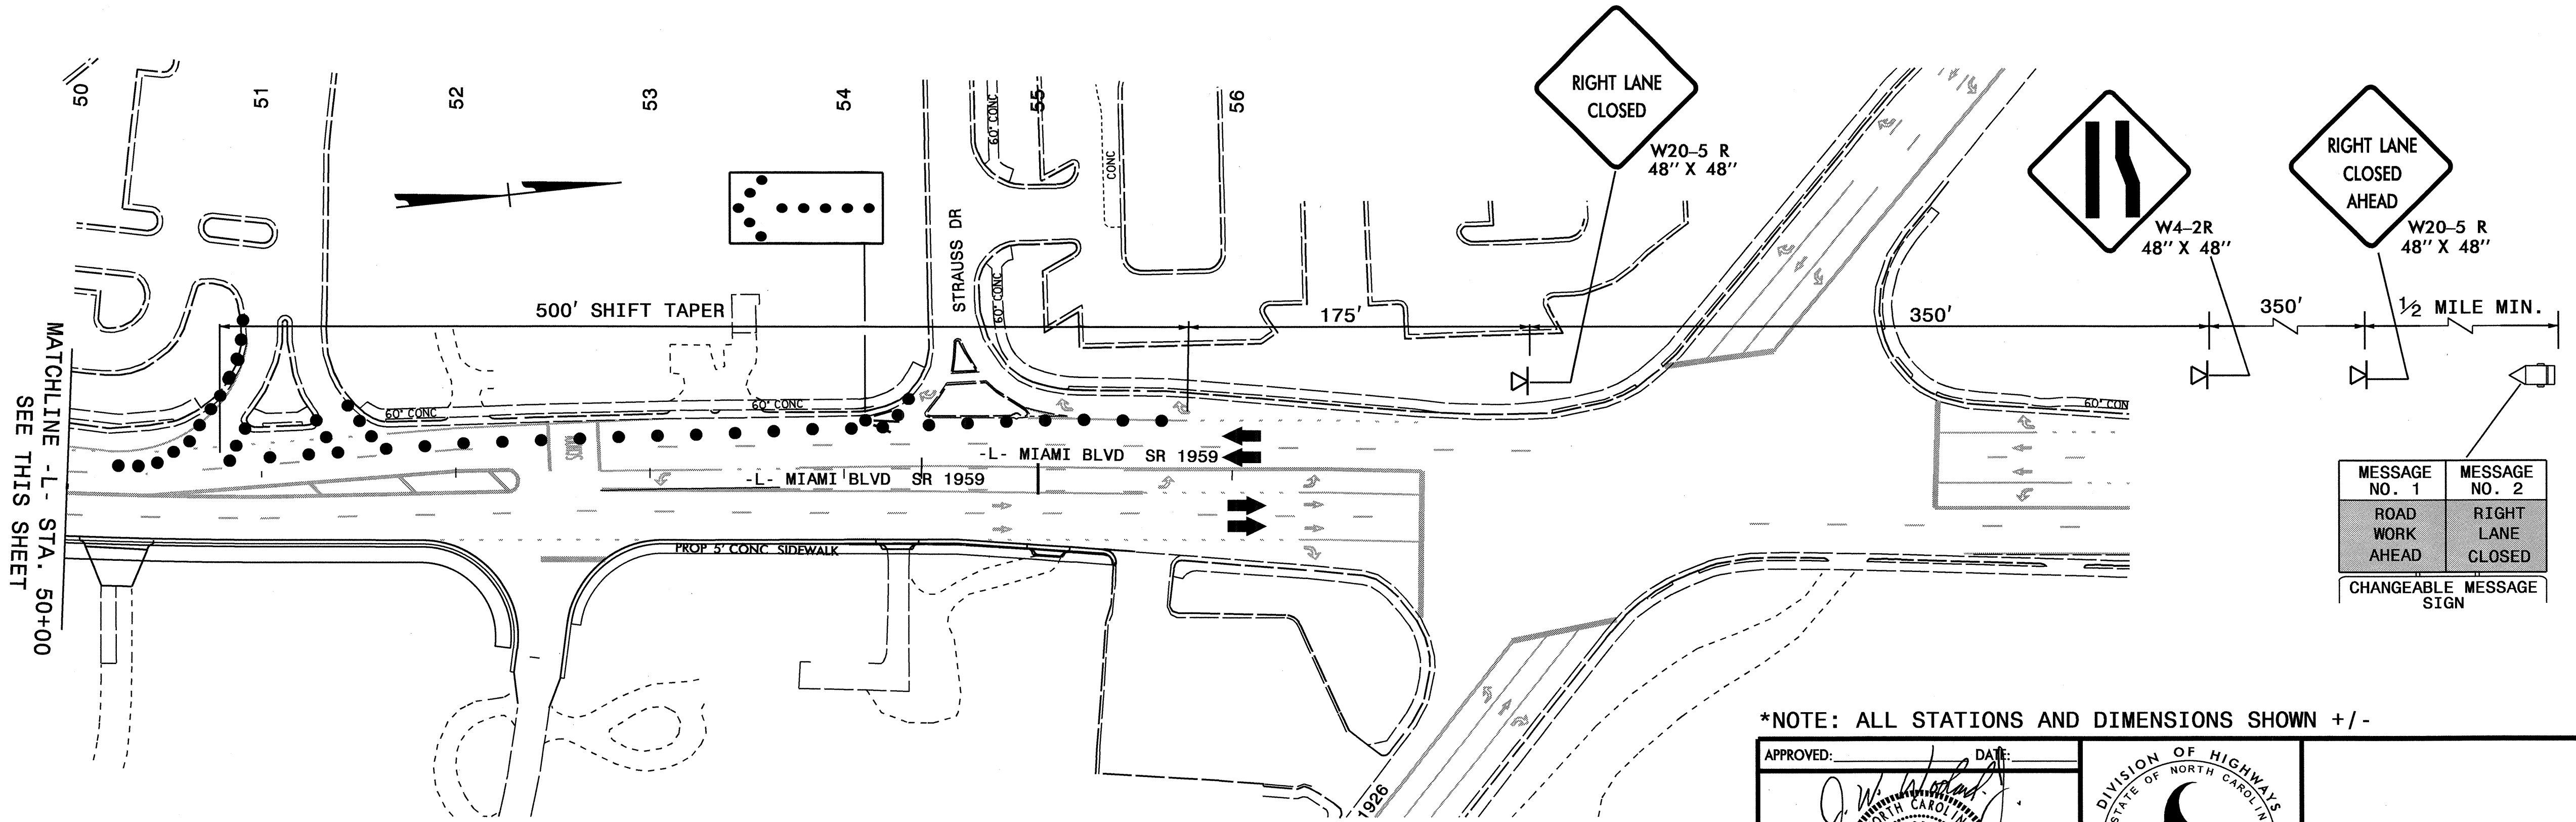 50
51
52
53
54
55
56
RIGHT LANE
CLOSED
W20-5 R
48" X 48"
W4-2R
48" X 48"
RIGHT LANE
CLOSED
AHEAD
W20-5 R
48" X 48"
60" CONC
CONC
STRAUSS DR
60" CONC
500' SHIFT TAPER
175'
350'
350'
1/2 MILE MIN.
60" CONC
60" CONC
60" CON
MATCHLINE -L- STA. 50+00
SEE THIS SHEET
-L- MIAMI BLVD SR 1959
-L- MIAMI BLVD SR 1959
PROP 5' CONC SIDEWALK
MESSAGE NO. 1
MESSAGE NO. 2
ROAD WORK AHEAD
RIGHT LANE CLOSED
CHANGEABLE MESSAGE
SIGN
1926
*NOTE: ALL STATIONS AND DIMENSIONS SHOWN +/-
APPROVED: DATE:
DIVISION OF HIGHWAYS
STATE OF NORTH CAROLIN
NORTH CAROLIN